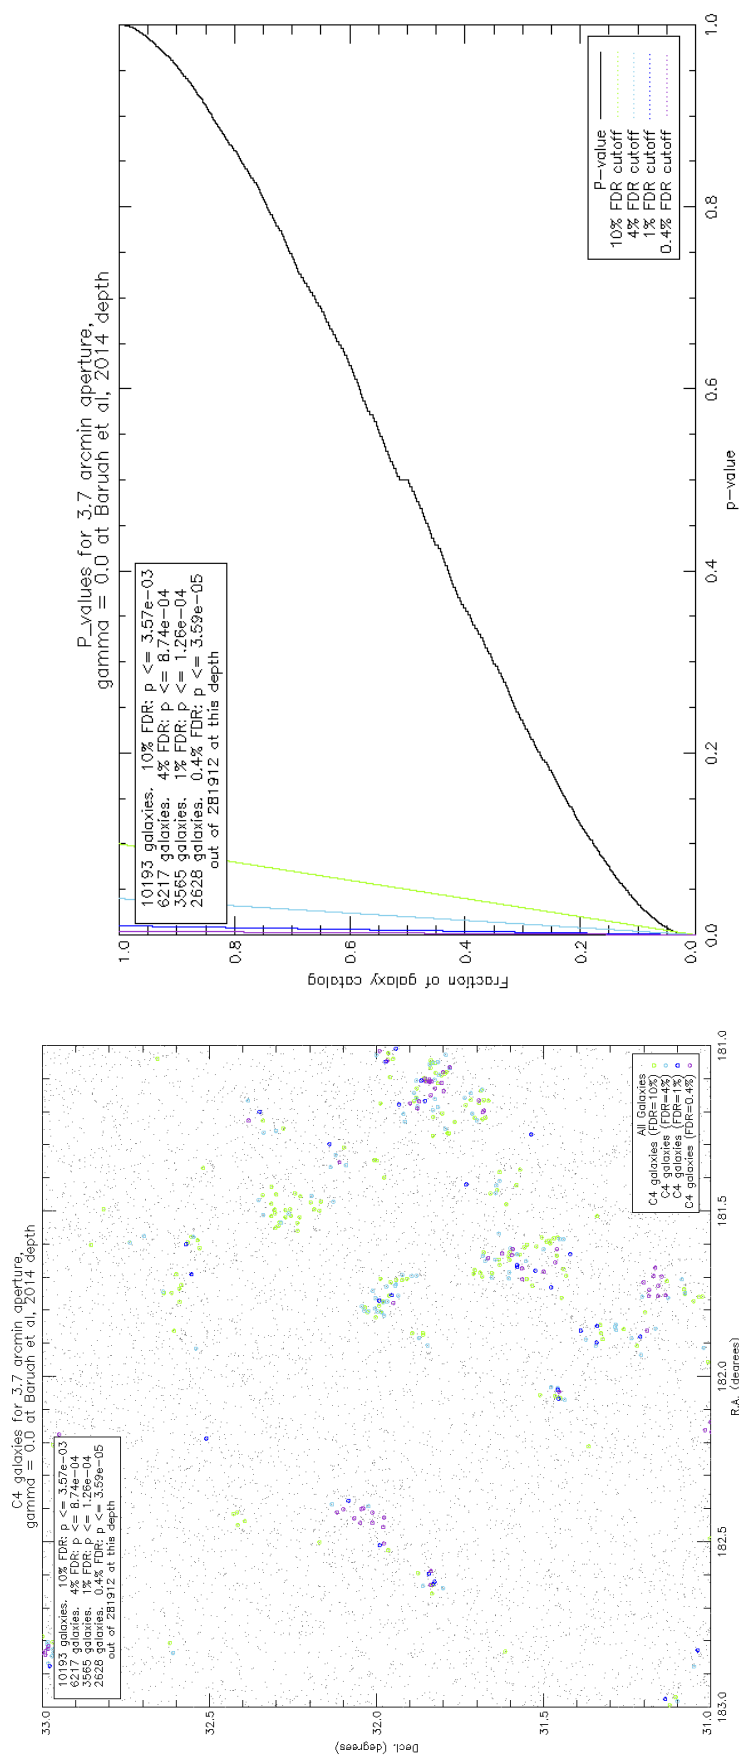 P_values for 3.7 arcmin aperture,
gamma = 0.0 at Baruah et al, 2014 depth
10193 galaxies. 10% FDR: p <= 3.57e-03
6217 galaxies. 4% FDR: p <= 8.74e-04
3565 galaxies. 1% FDR: p <= 1.26e-04
2628 galaxies. 0.4% FDR: p <= 3.59e-05
out of 281912 at this depth
p-value
10% FDR cutoff
4% FDR cutoff
1% FDR cutoff
0.4% FDR cutoff
Fraction of galaxy catalog
1.0
0.8
0.6
0.4
0.2
0.0
0.2
0.4
0.6
0.8
1.0
p-value
C4 galaxies for 3.7 arcmin aperture,
gamma = 0.0 at Baruah et al, 2014 depth
10193 galaxies. 10% FDR: p <= 3.57e-03
6217 galaxies. 4% FDR: p <= 8.74e-04
3565 galaxies. 1% FDR: p <= 1.26e-04
2628 galaxies. 0.4% FDR: p <= 3.59e-05
out of 281912 at this depth
All Galaxies
C4 galaxies (FDR=10%)
C4 galaxies (FDR=4%)
C4 galaxies (FDR=1%)
C4 galaxies (FDR=0.4%)
Decl. (degrees)
33.0
32.5
32.0
31.5
31.0
183.0
182.5
182.0
181.5
181.0
R.A. (degrees)